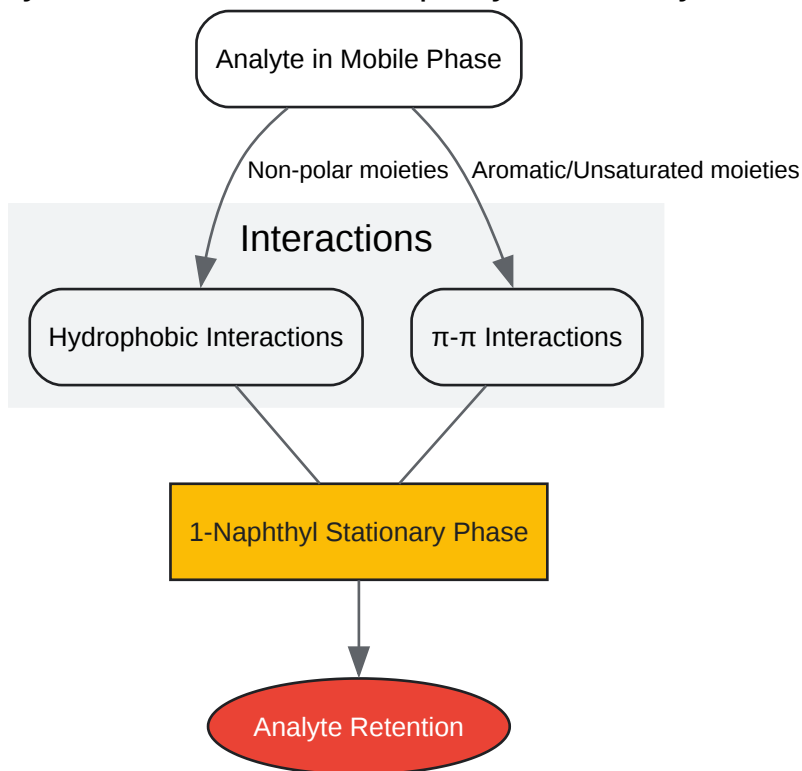 Analyte in Mobile Phase
Non-polar moieties
Aromatic/Unsaturated moieties
Interactions
Hydrophobic Interactions
π-π Interactions
1-Naphthyl Stationary Phase
Analyte Retention